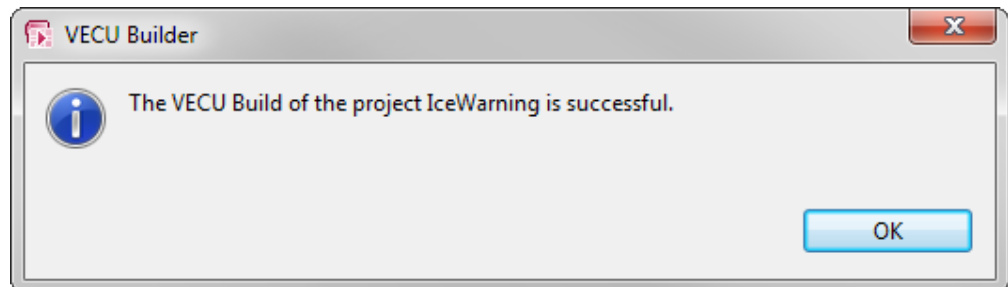 VECU Builder
The VECU Build of the project IceWarning is successful.
OK